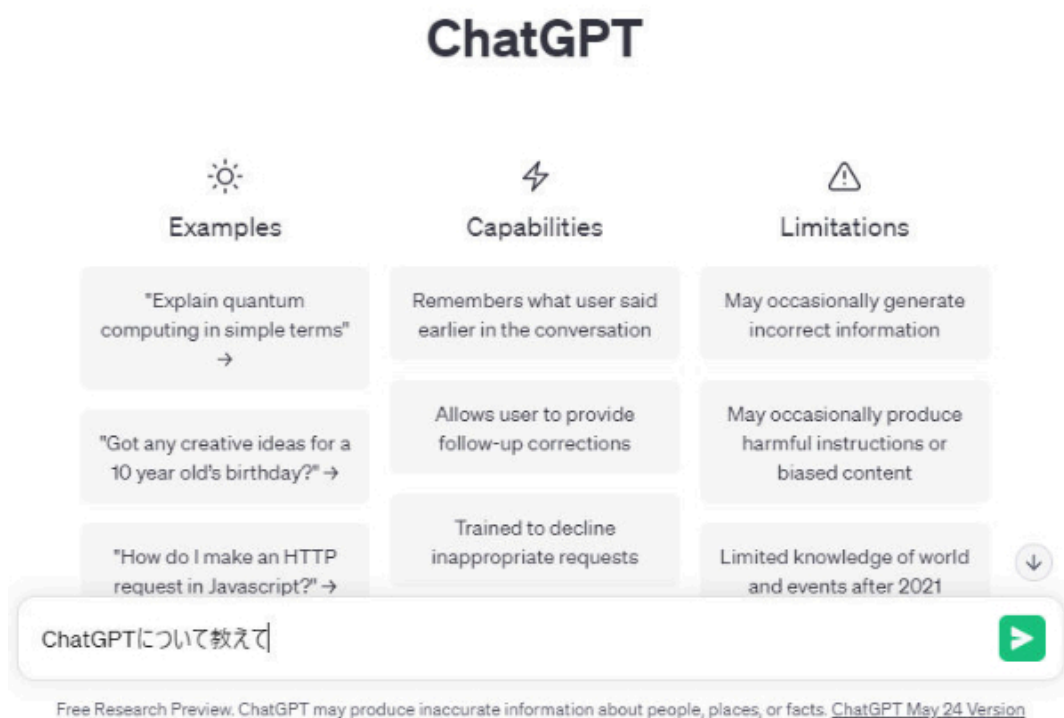 ChatGPT
Examples
"Explain quantum
computing in simple terms"
→
"Got any creative ideas for a
10 year old's birthday?" →
"How do I make an HTTP
request in Javascript?" →
Capabilities
Remembers what user said
earlier in the conversation
Allows user to provide
follow-up corrections
Trained to decline
inappropriate requests
Limitations
May occasionally generate
incorrect information
May occasionally produce
harmful instructions or
biased content
Limited knowledge of world
and events after 2021
ChatGPTについて教えて
Free Research Preview. ChatGPT may produce inaccurate information about people, places, or facts. ChatGPT May 24 Version